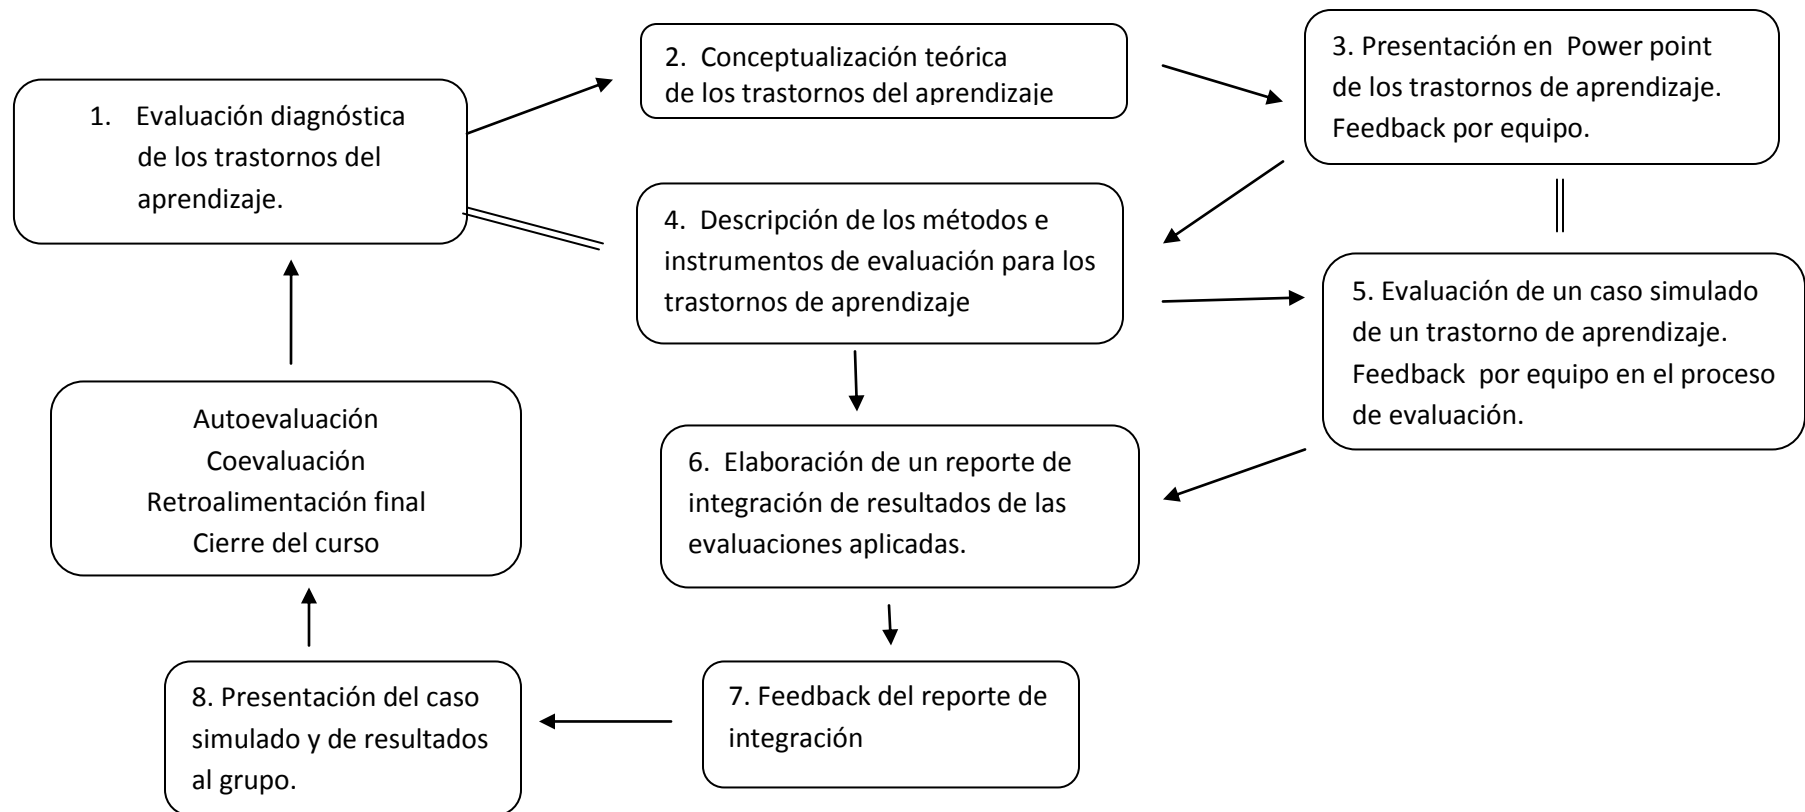 1. Evaluación diagnóstica
de los trastornos del
aprendizaje.
2. Conceptualización teórica
de los trastornos del aprendizaje
3. Presentación en Power point
de los trastornos de aprendizaje.
Feedback por equipo.
4. Descripción de los métodos e
instrumentos de evaluación para los
trastornos de aprendizaje
5. Evaluación de un caso simulado
de un trastorno de aprendizaje.
Feedback por equipo en el proceso
de evaluación.
6. Elaboración de un reporte de
integración de resultados de las
evaluaciones aplicadas.
7. Feedback del reporte de
integración
8. Presentación del caso
simulado y de resultados
al grupo.
Autoevaluación
Coevaluación
Retroalimentación final
Cierre del curso